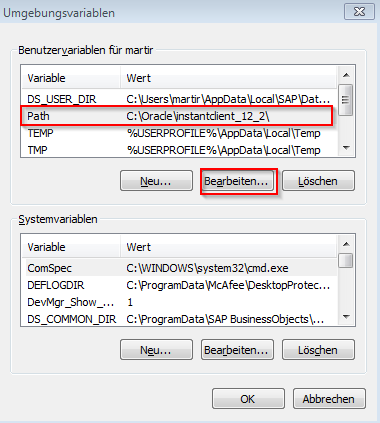 Umgebungsvariablen
Benutzervariablen für martir
Variable Wert
DS_USER_DIR C:\Users\martir\AppData\Local\SAP\Dat...
Path C:\Oracle\instantclient_12_2\
TEMP %USERPROFILE%\AppData\Local\Temp
TMP %USERPROFILE%\AppData\Local\Temp
Neu... Bearbeiten... Löschen
Systemvariablen
Variable Wert
ComSpec C:\WINDOWS\system32\cmd.exe
DEFLOGDIR C:\ProgramData\McAfee\DesktopProtec...
DevMgr_Show_... 1
DS_COMMON_DIR C:\ProgramData\SAP BusinessObjects\...
Neu... Bearbeiten... Löschen
OK Abbrechen